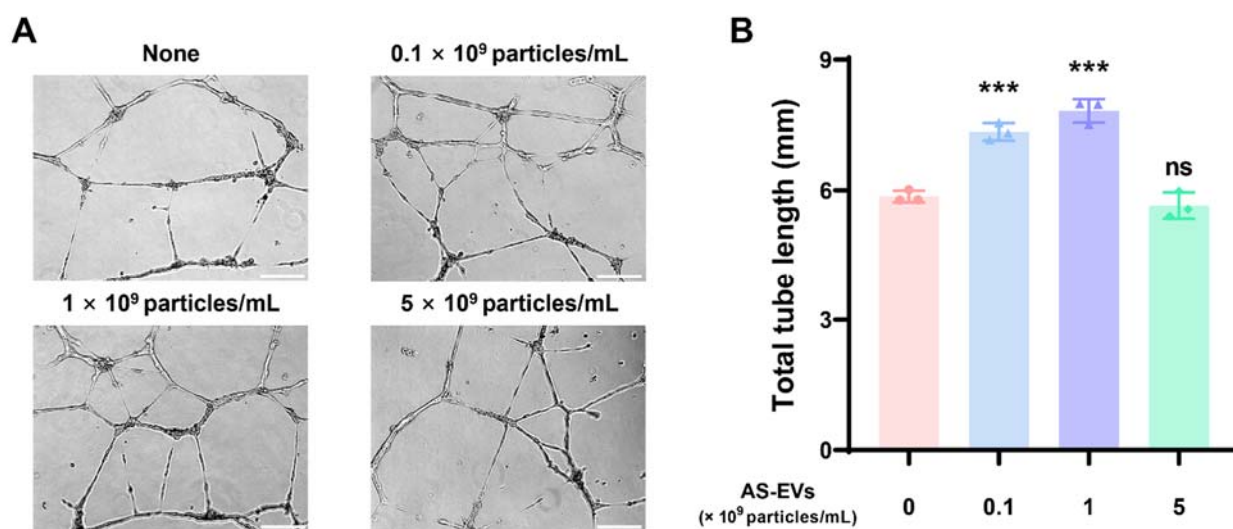 A
None
0.1 × 10⁹ particles/mL
1 × 10⁹ particles/mL
5 × 10⁹ particles/mL
B
Total tube length (mm)
9
6
3
0
***
***
ns
AS-EVs
(× 10⁹ particles/mL)
0 0.1 1 5